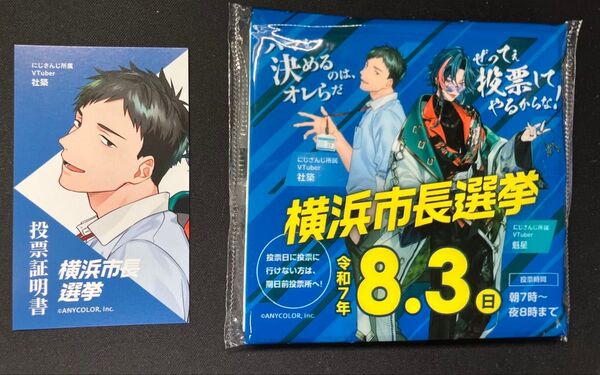 にじさんじ所属
VTuber
社築
投票証明書
横浜市長
選挙
©ANYCOLOR, Inc.
決めるのは、
オレらだ
ぜってぇ
投票して
やるからな!
にじさんじ所属
VTuber
社築
横浜市長選挙
にじさんじ所属
VTuber
魁星
投票日に投票に
行けない方は、
期日前投票所へ!
令和7年
8.3日
投票時間
朝7時〜
夜8時まで
©ANYCOLOR, Inc.